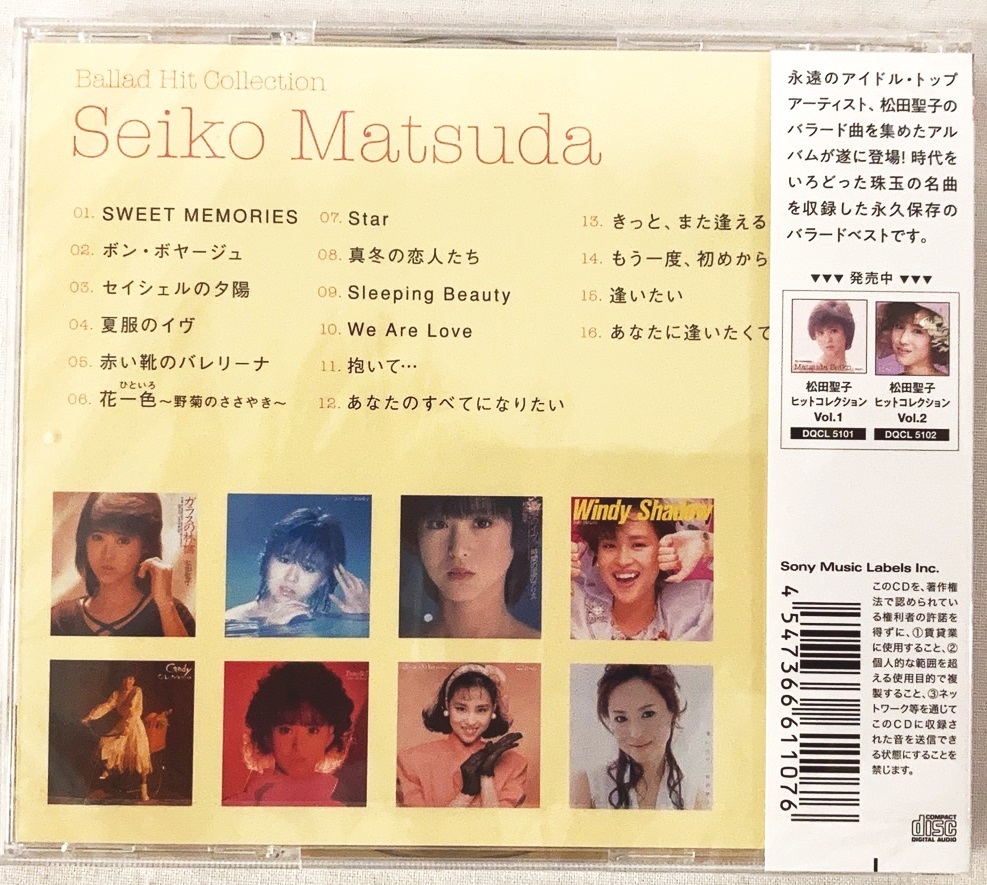 Ballad Hit Collection
Seiko Matsuda
01. SWEET MEMORIES
02. ボン・ボヤージュ
03. セイシェルの夕陽
04. 夏服のイヴ
05. 赤い靴のバレリーナ
ひといろ
06. 花一色~野菊のささやき~
07. Star
08. 真冬の恋人たち
09. Sleeping Beauty
10. We Are Love
11. 抱いて…
12. あなたのすべてになりたい
13. きっと、また逢える
14. もう一度、初めから
15. 逢いたい
16. あなたに逢いたくて
ガラスの林檎
松田聖子
Windy Shadow
Candy
永遠のアイドル・トップ
アーティスト、松田聖子の
バラード曲を集めたアル
バムが遂に登場! 時代を
いろどった珠玉の名曲
を収録した永久保存の
バラードベストです。
▼▼▼ 発売中 ▼▼▼
Matsuda Seiko
松田聖子
ヒットコレクション
Vol.1
DQCL 5101
松田聖子
ヒットコレクション
Vol.2
DQCL 5102
Sony Music Labels Inc.
4 547366 611076
このCDを、著作権
法で認められてい
る権利者の許諾を
得ずに、①賃貸業
に使用すること、②
個人的な範囲を超
える使用目的で複
製すること、③ネッ
トワーク等を通じて
このCDに収録さ
れた音を送信でき
る状態にすることを
禁じます。
COMPACT
disc
DIGITAL AUDIO